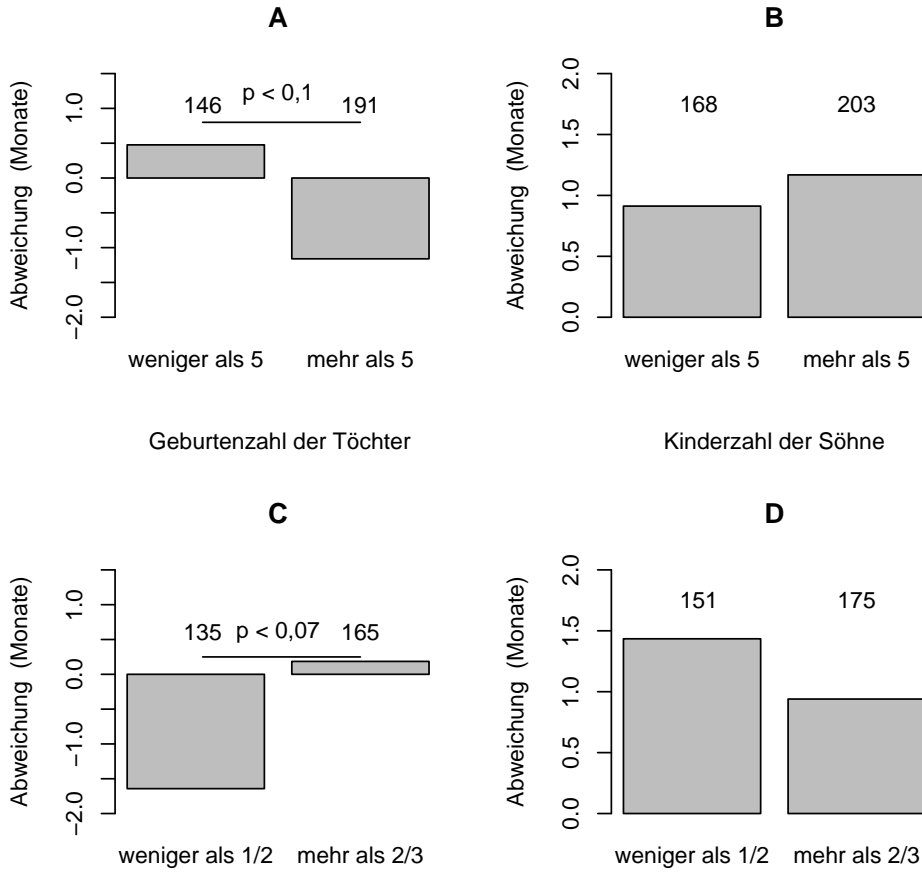 A
Abweichung (Monate)
1.0
0.0
−1.0
−2.0
146
p < 0,1
191
weniger als 5
mehr als 5
Geburtenzahl der Töchter
B
Abweichung (Monate)
2.0
1.5
1.0
0.5
0.0
168
203
weniger als 5
mehr als 5
Kinderzahl der Söhne
C
Abweichung (Monate)
1.0
0.0
−1.0
−2.0
135
p < 0,07
165
weniger als 1/2
mehr als 2/3
D
Abweichung (Monate)
2.0
1.5
1.0
0.5
0.0
151
175
weniger als 1/2
mehr als 2/3